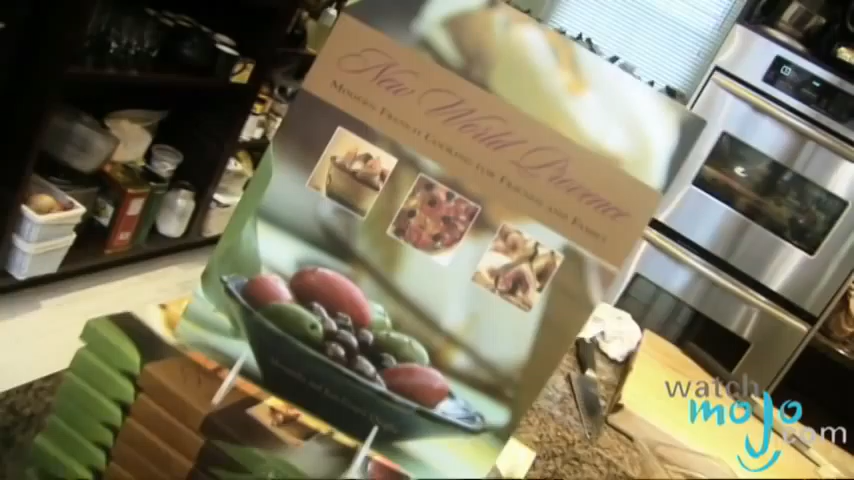 New World Provence
Modern French Cooking for Friends and Family
watch
mojo
.com